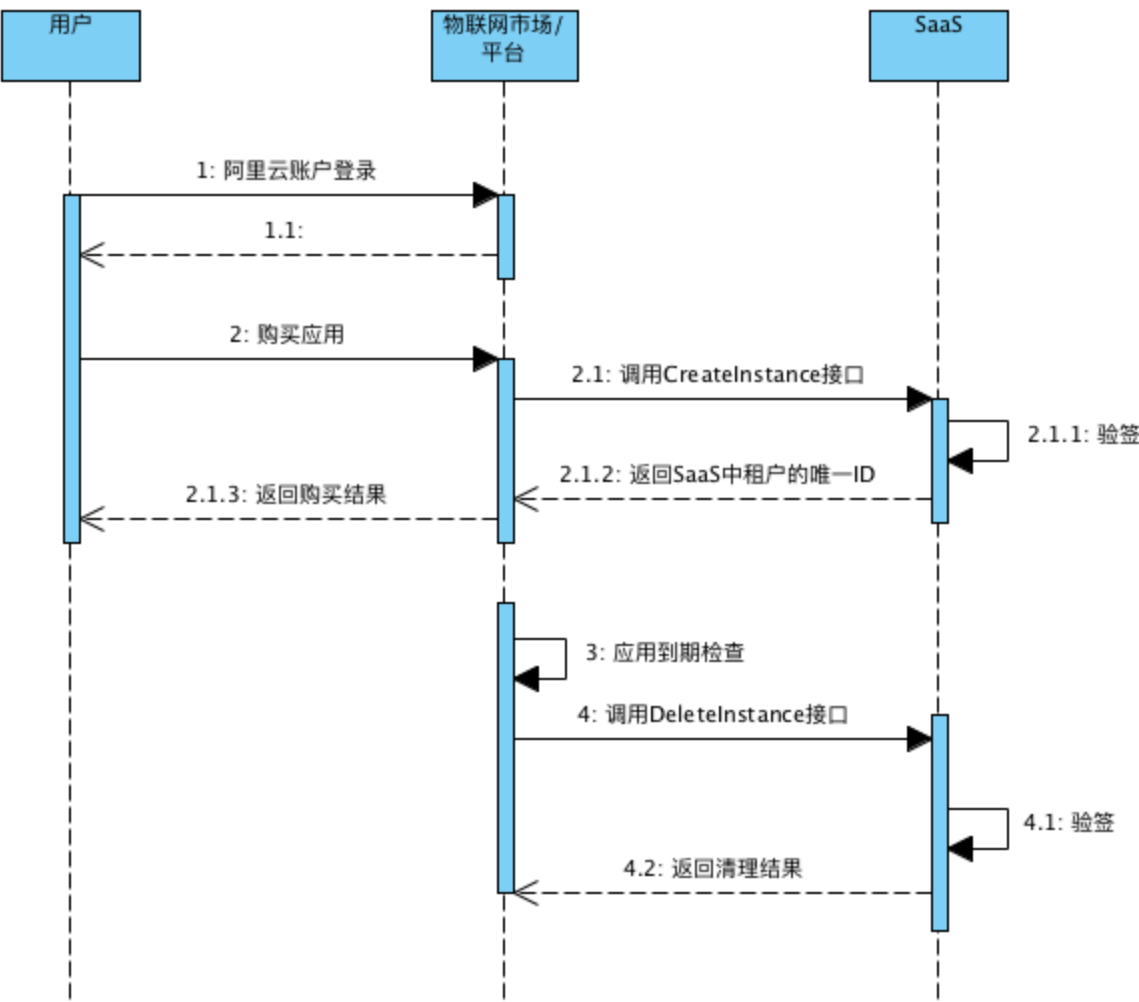 用户
物联网市场/
平台
SaaS
1: 阿里云账户登录
1.1:
2: 购买应用
2.1: 调用CreateInstance接口
2.1.1: 验签
2.1.2: 返回SaaS中租户的唯一ID
2.1.3: 返回购买结果
3: 应用到期检查
4: 调用DeleteInstance接口
4.1: 验签
4.2: 返回清理结果